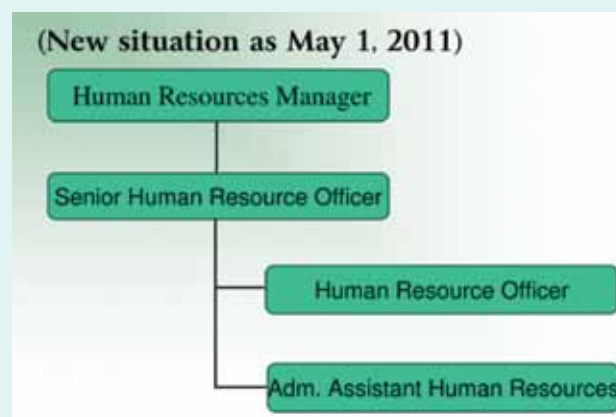 (New situation as May 1, 2011)
Human Resources Manager
Senior Human Resource Officer
Human Resource Officer
Adm. Assistant Human Resources